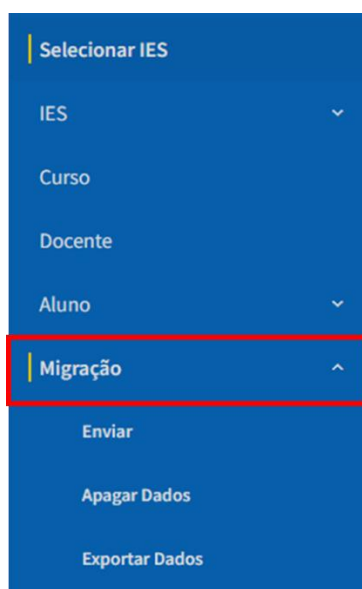 Selecionar IES
IES
Curso
Docente
Aluno
Migração
Enviar
Apagar Dados
Exportar Dados